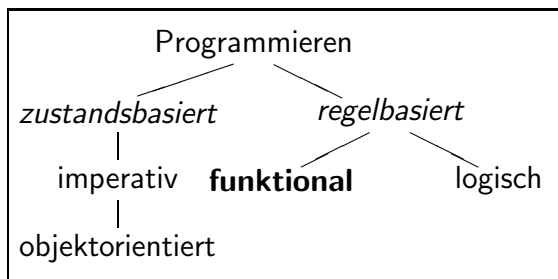 Programmieren
zustandsbasiert regelbasiert
imperativ funktional logisch
objektorientiert